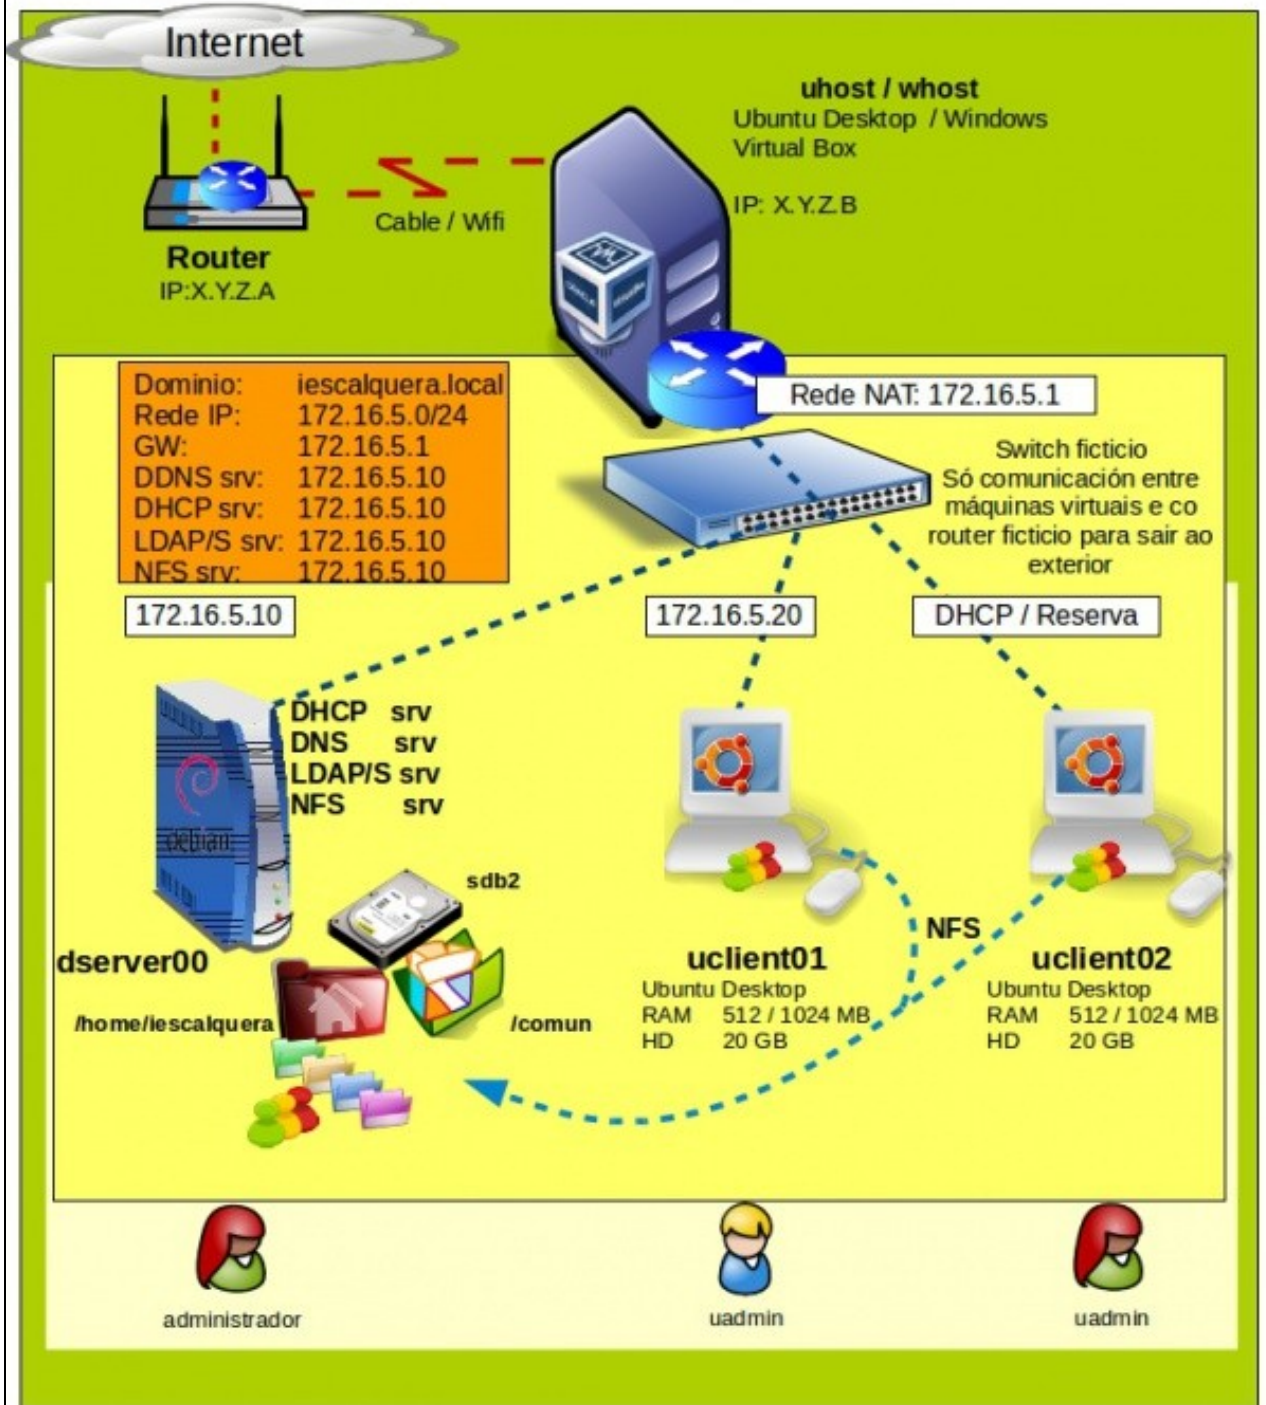 Internet
uhost / whost
Ubuntu Desktop / Windows
Virtual Box
IP: X.Y.Z.B
Cable / Wifi
Router
IP:X.Y.Z.A
Dominio: iescalquera.local
Rede IP: 172.16.5.0/24
GW: 172.16.5.1
DDNS srv: 172.16.5.10
DHCP srv: 172.16.5.10
LDAP/S srv: 172.16.5.10
NFS srv: 172.16.5.10
Rede NAT: 172.16.5.1
Switch ficticio
Só comunicación entre
máquinas virtuais e co
router ficticio para sair ao
exterior
172.16.5.10
172.16.5.20
DHCP / Reserva
DHCP srv
DNS srv
LDAP/S srv
NFS srv
debian
sdb2
dserver00
/home/iescalquera
/comun
NFS
uclient01
Ubuntu Desktop
RAM 512 / 1024 MB
HD 20 GB
uclient02
Ubuntu Desktop
RAM 512 / 1024 MB
HD 20 GB
administrador
uadmin
uadmin